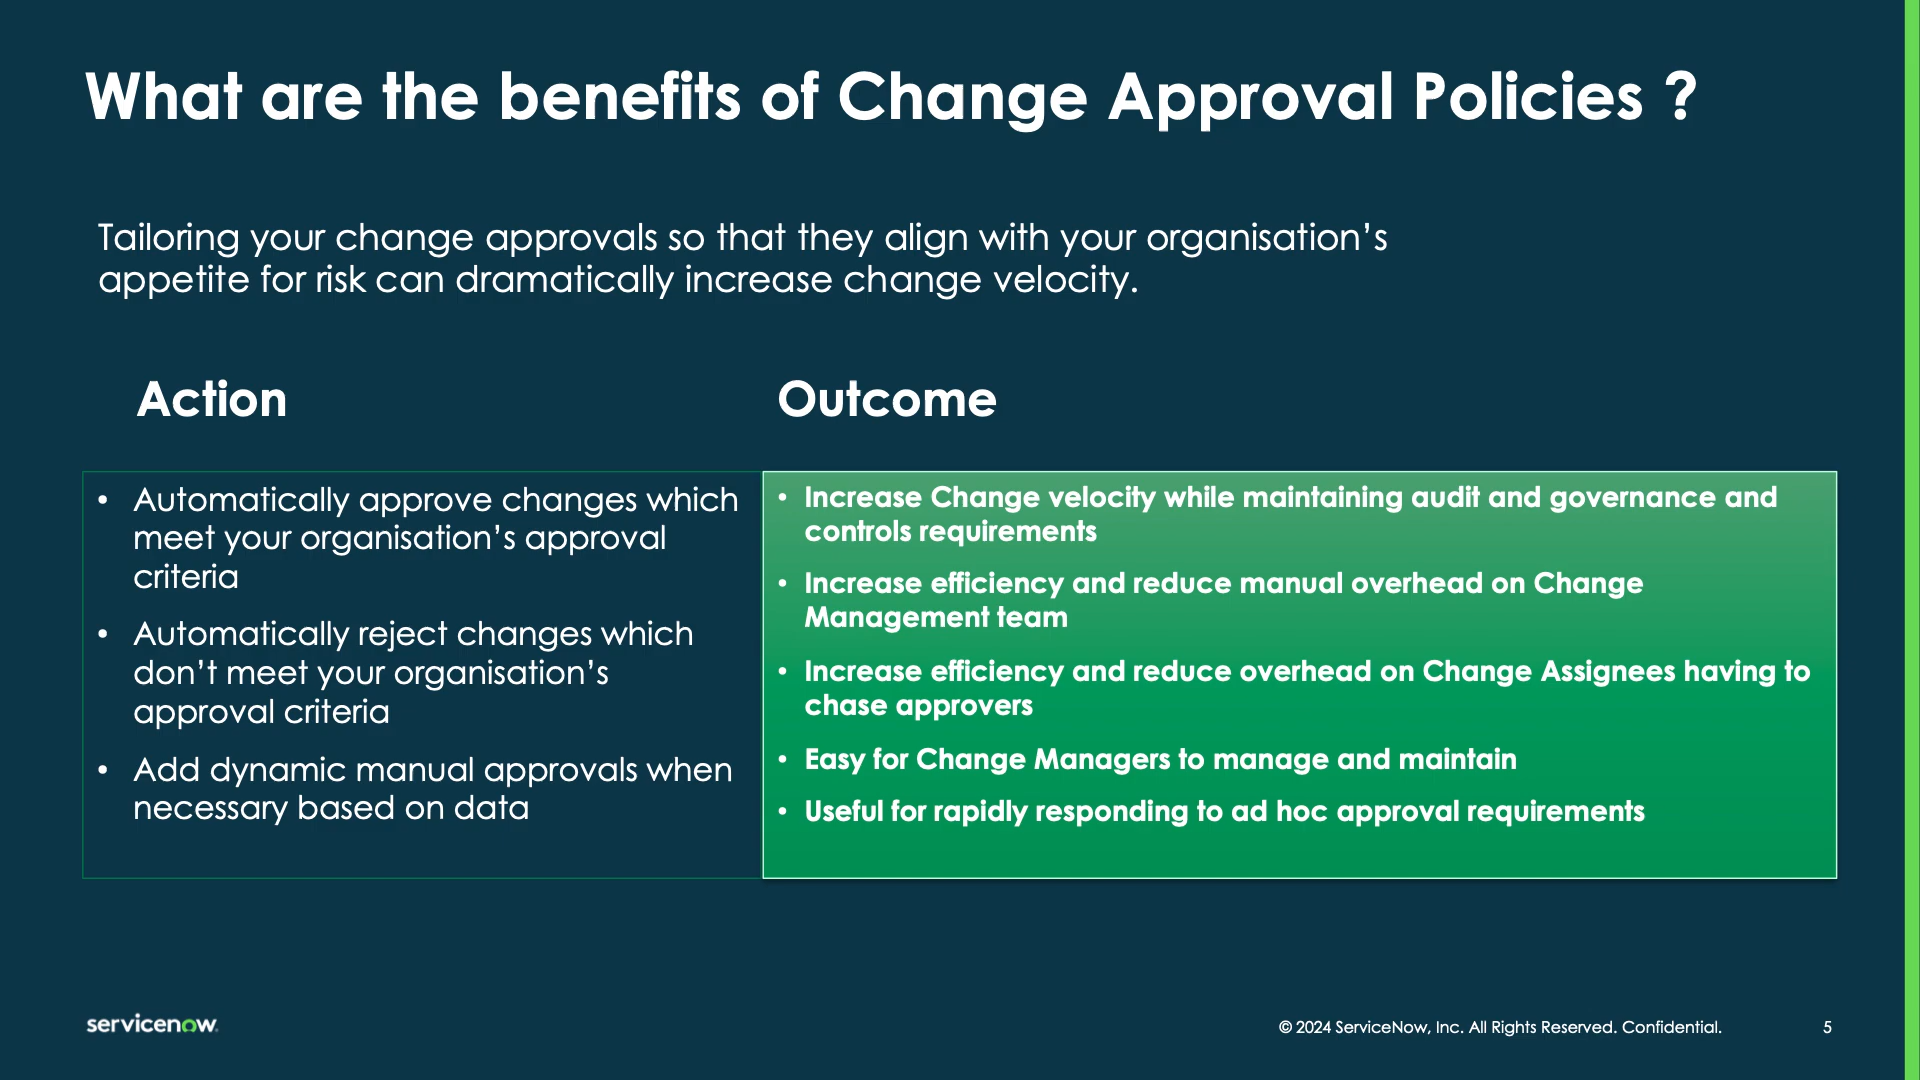 What are the benefits of Change Approval Policies ?
Tailoring your change approvals so that they align with your organisation’s
appetite for risk can dramatically increase change velocity.
Action
• Automatically approve changes which
meet your organisation’s approval
criteria
• Automatically reject changes which
don’t meet your organisation’s
approval criteria
• Add dynamic manual approvals when
necessary based on data
Outcome
• Increase Change velocity while maintaining audit and governance and
controls requirements
• Increase efficiency and reduce manual overhead on Change
Management team
• Increase efficiency and reduce overhead on Change Assignees having to
chase approvers
• Easy for Change Managers to manage and maintain
• Useful for rapidly responding to ad hoc approval requirements
servicenow
© 2024 ServiceNow, Inc. All Rights Reserved. Confidential.
5